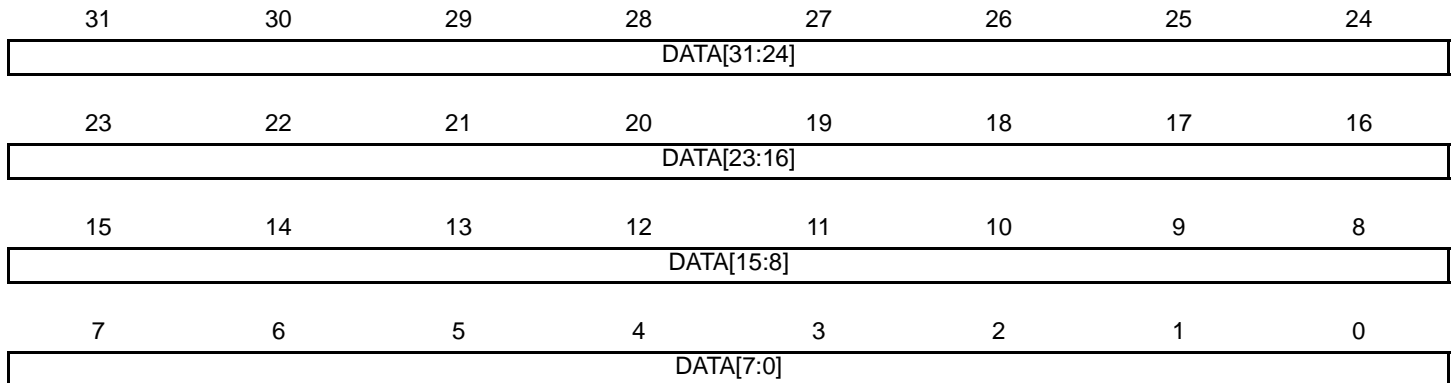 31 30 29 28 27 26 25 24
DATA[31:24]
23 22 21 20 19 18 17 16
DATA[23:16]
15 14 13 12 11 10 9 8
DATA[15:8]
7 6 5 4 3 2 1 0
DATA[7:0]